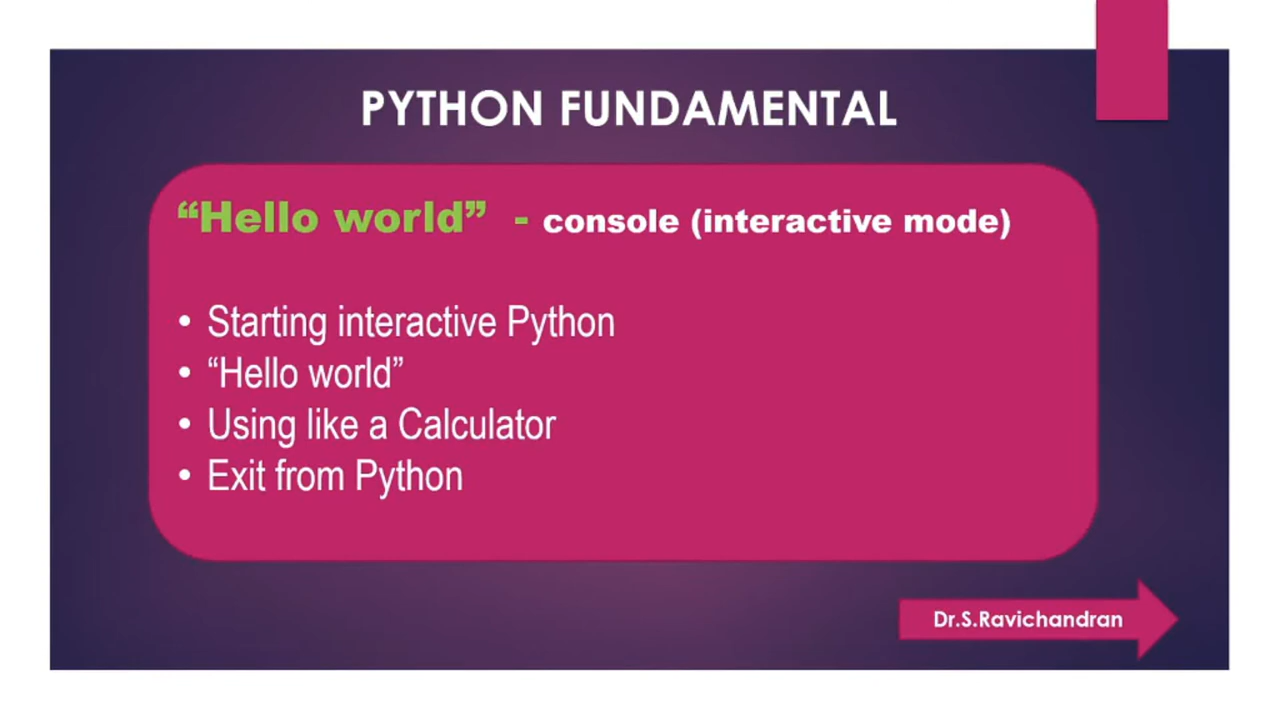 PYTHON FUNDAMENTAL
“Hello world” - console (interactive mode)
• Starting interactive Python
• “Hello world”
• Using like a Calculator
• Exit from Python
Dr.S.Ravichandran